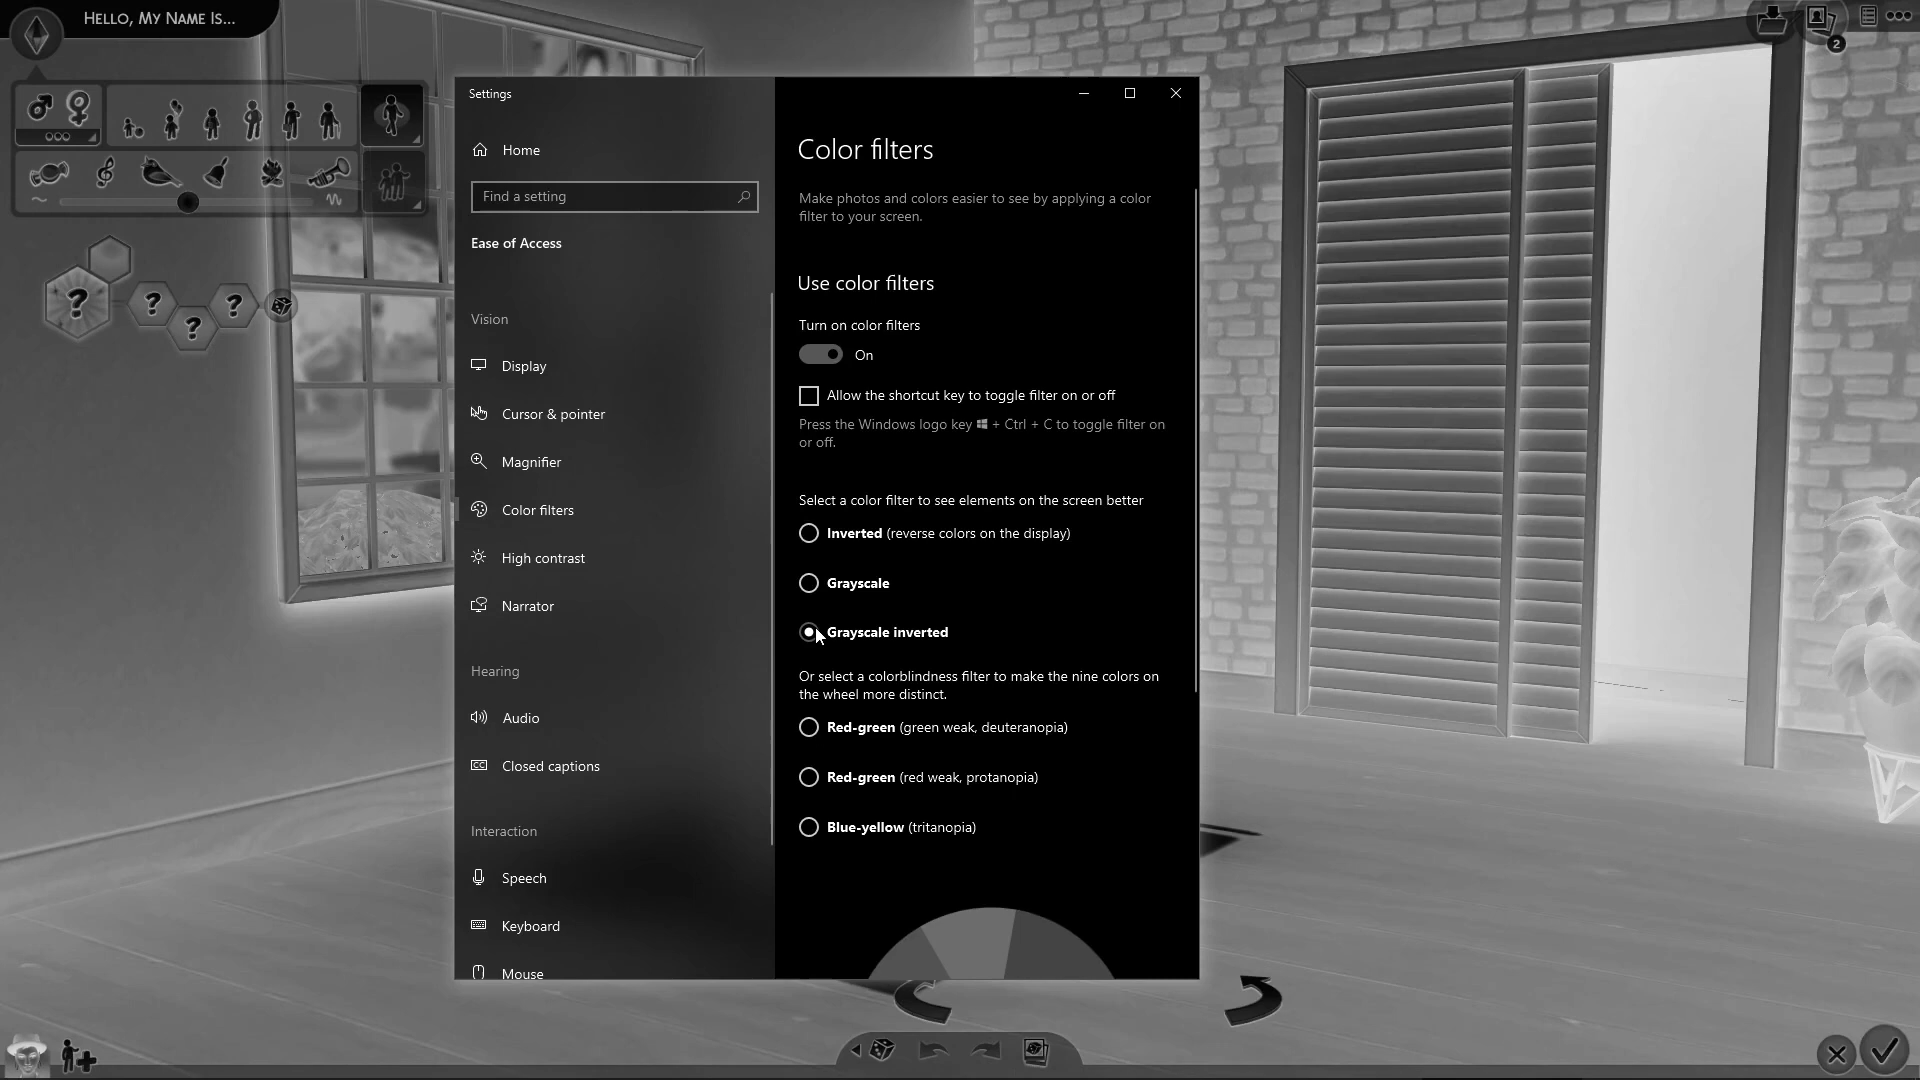 Hello, My Name Is...
2
Settings
Home
Find a setting
Ease of Access
Vision
Display
Cursor & pointer
Magnifier
Color filters
High contrast
Narrator
Hearing
Audio
Closed captions
Interaction
Speech
Keyboard
Mouse
Color filters
Make photos and colors easier to see by applying a color
filter to your screen.
Use color filters
Turn on color filters
On
Allow the shortcut key to toggle filter on or off
Press the Windows logo key + Ctrl + C to toggle filter on
or off.
Select a color filter to see elements on the screen better
Inverted (reverse colors on the display)
Grayscale
Grayscale inverted
Or select a colorblindness filter to make the nine colors on
the wheel more distinct.
Red-green (green weak, deuteranopia)
Red-green (red weak, protanopia)
Blue-yellow (tritanopia)